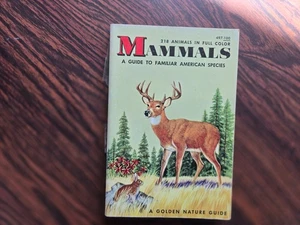 218 ANIMALS IN FULL COLOR
MAMMALS
A GUIDE TO FAMILIAR AMERICAN SPECIES
A GOLDEN NATURE GUIDE